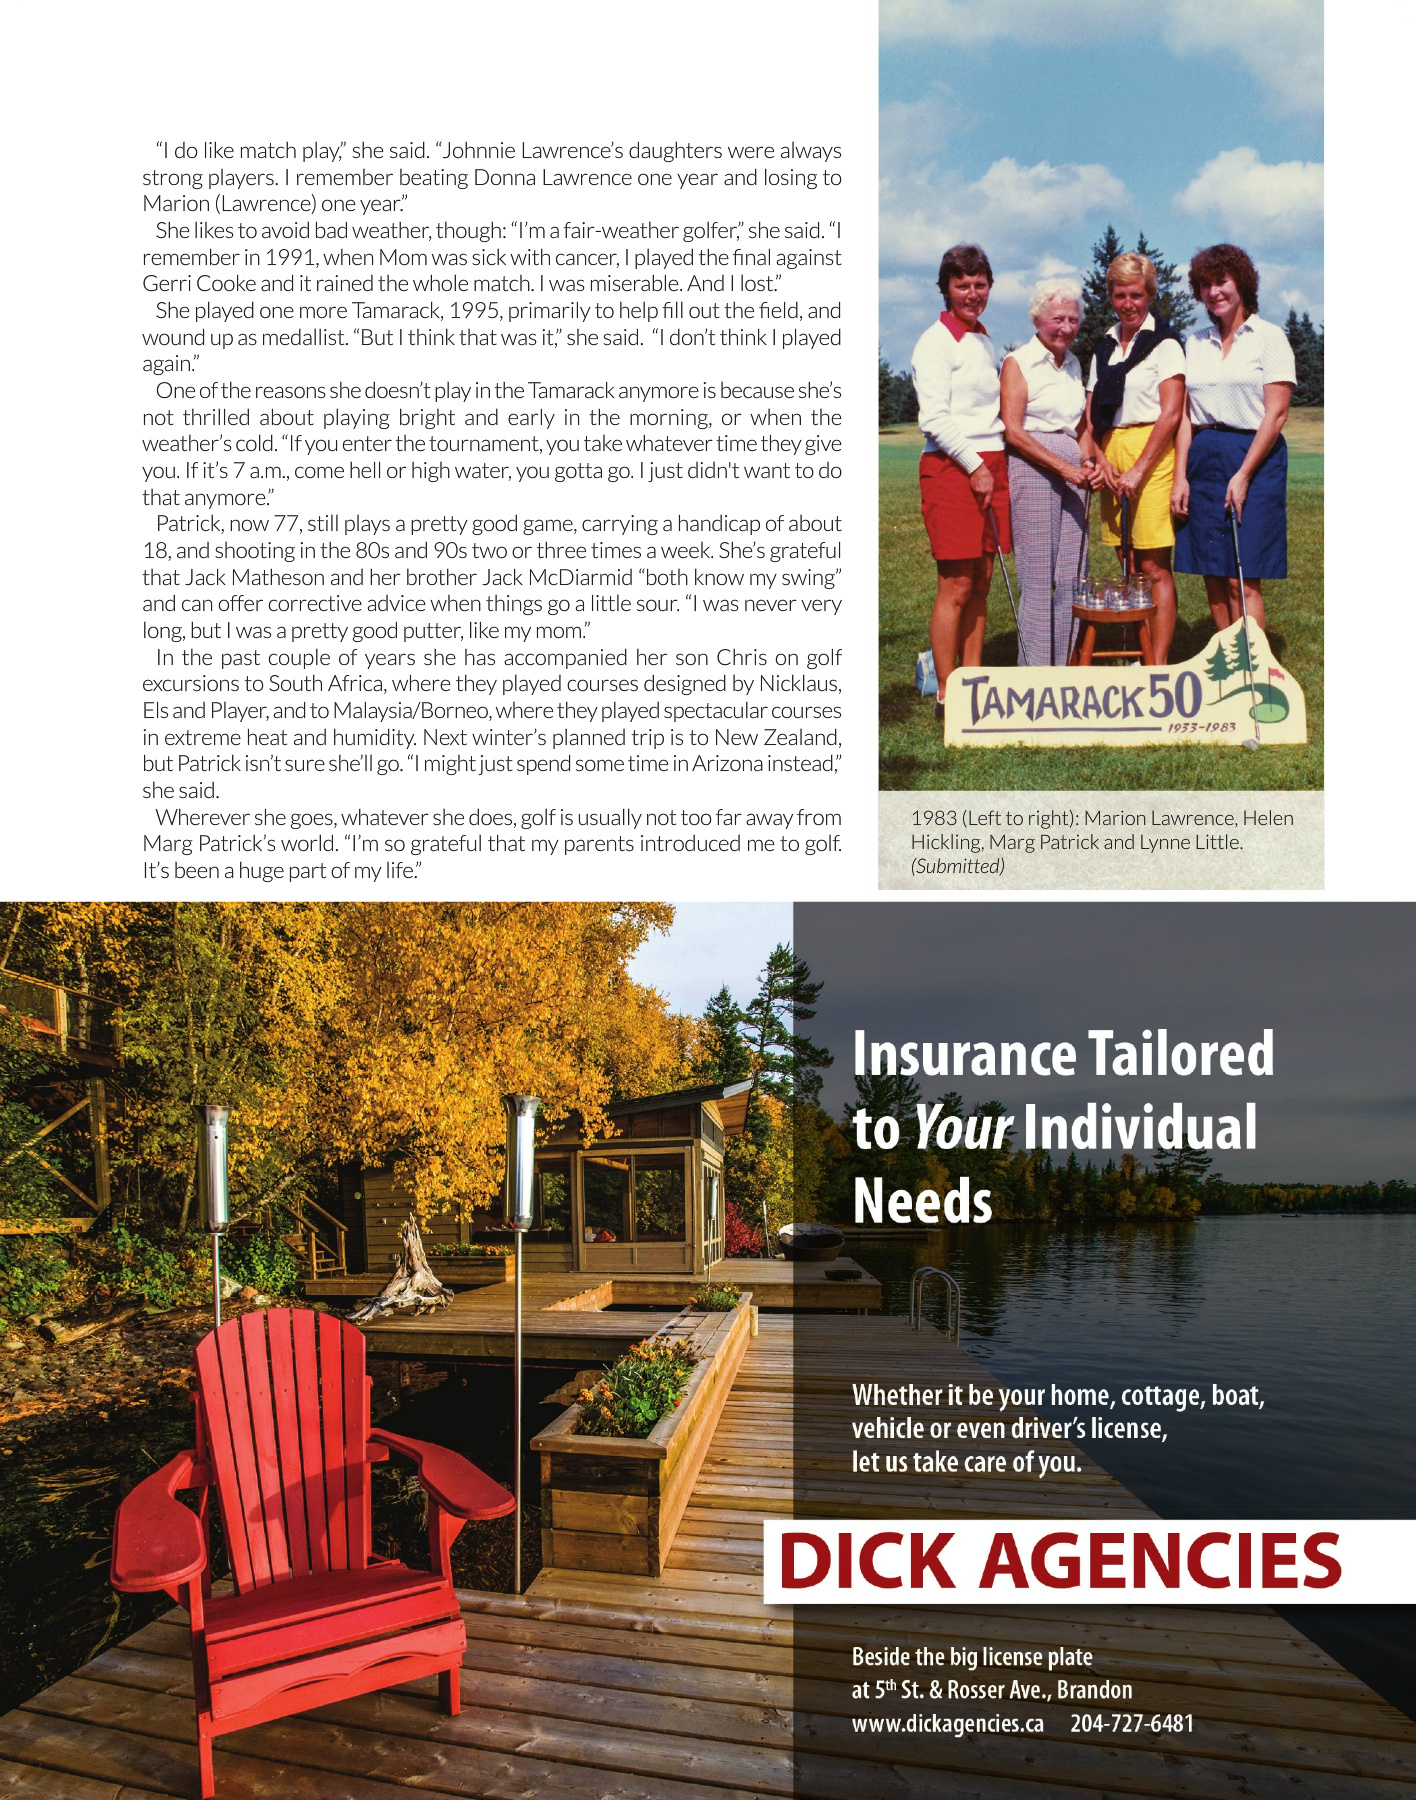 “I do like match play,” she said. “Johnnie Lawrence’s daughters were always
strong players. I remember beating Donna Lawrence one year and losing to
Marion (Lawrence) one year.”
She likes to avoid bad weather, though: “I’m a fair-weather golfer,” she said. “I
remember in 1991, when Mom was sick with cancer, I played the final against
Gerri Cooke and it rained the whole match. I was miserable. And I lost.”
She played one more Tamarack, 1995, primarily to help fill out the field, and
wound up as medallist. “But I think that was it,” she said. “I don’t think I played
again.”
One of the reasons she doesn’t play in the Tamarack anymore is because she’s
not thrilled about playing bright and early in the morning, or when the
weather’s cold. “If you enter the tournament, you take whatever time they give
you. If it’s 7 a.m., come hell or high water, you gotta go. I just didn't want to do
that anymore.”
Patrick, now 77, still plays a pretty good game, carrying a handicap of about
18, and shooting in the 80s and 90s two or three times a week. She’s grateful
that Jack Matheson and her brother Jack McDiarmid “both know my swing”
and can offer corrective advice when things go a little sour. “I was never very
long, but I was a pretty good putter, like my mom.”
In the past couple of years she has accompanied her son Chris on golf
excursions to South Africa, where they played courses designed by Nicklaus,
Els and Player, and to Malaysia/Borneo, where they played spectacular courses
in extreme heat and humidity. Next winter’s planned trip is to New Zealand,
but Patrick isn’t sure she’ll go. “I might just spend some time in Arizona instead,”
she said.
Wherever she goes, whatever she does, golf is usually not too far away from
Marg Patrick’s world. “I’m so grateful that my parents introduced me to golf.
It’s been a huge part of my life.”
TAMARACK 50
1933-1983
1983 (Left to right): Marion Lawrence, Helen
Hickling, Marg Patrick and Lynne Little.
(Submitted)
Insurance Tailored
to Your Individual
Needs
Whether it be your home, cottage, boat,
vehicle or even driver’s license,
let us take care of you.
DICK AGENCIES
Beside the big license plate
at 5th St. & Rosser Ave., Brandon
www.dickagencies.ca 204-727-6481